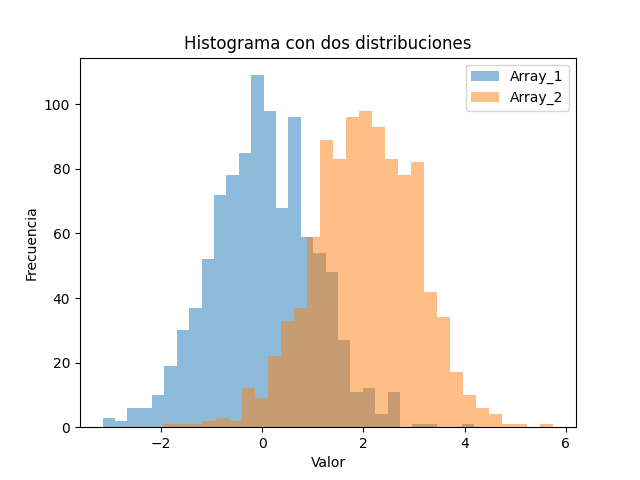 Histograma con dos distribuciones
Array_1
Array_2
Frecuencia
100
80
60
40
20
0
−2
0
2
4
6
Valor